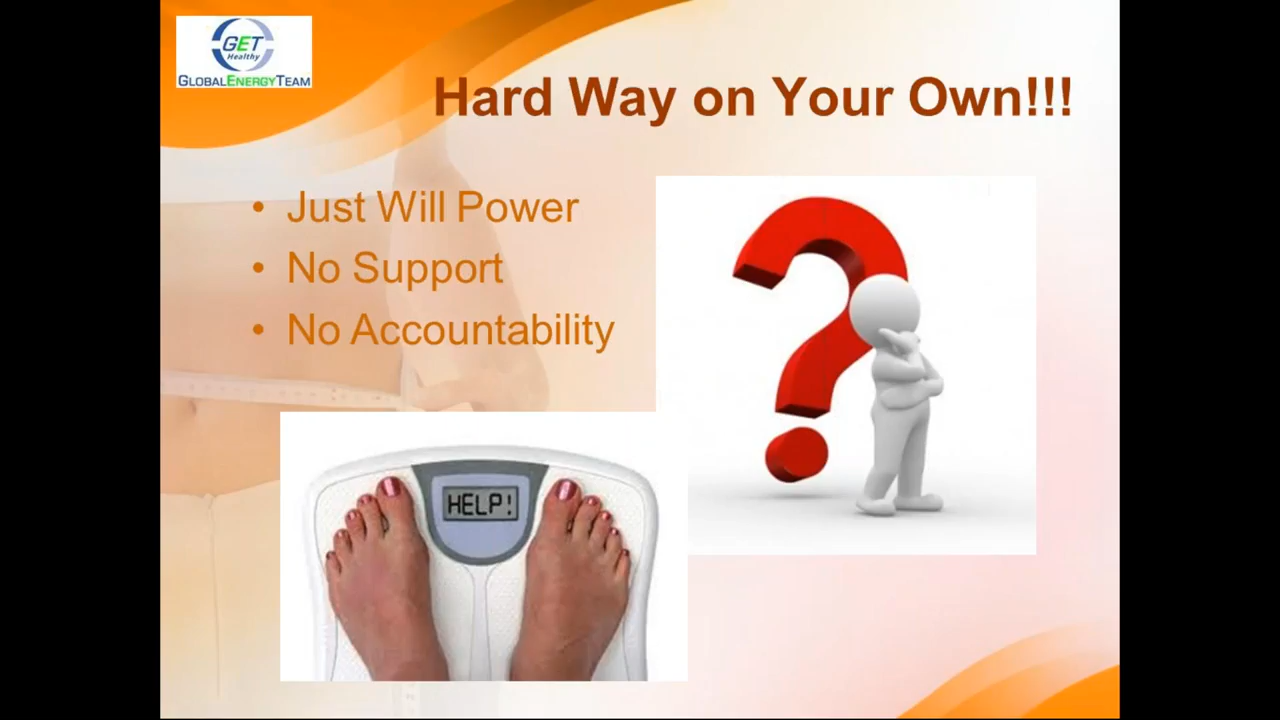 GET
Healthy
GLOBALENERGYTEAM
Hard Way on Your Own!!!
• Just Will Power
• No Support
• No Accountability
HELP!